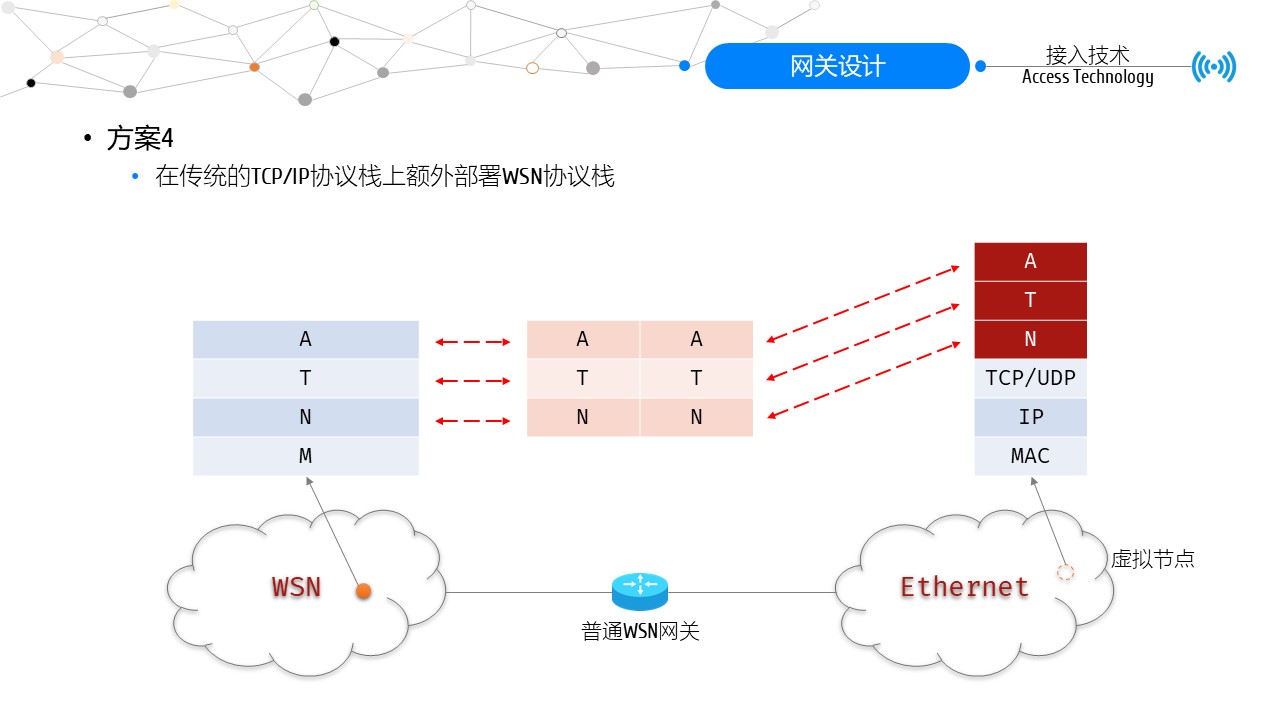 网关设计
接入技术
Access Technology
• 方案4
• 在传统的TCP/IP协议栈上额外部署WSN协议栈
A
T
N
M
A A
T T
N N
A
T
N
TCP/UDP
IP
MAC
WSN
普通WSN网关
Ethernet
虚拟节点